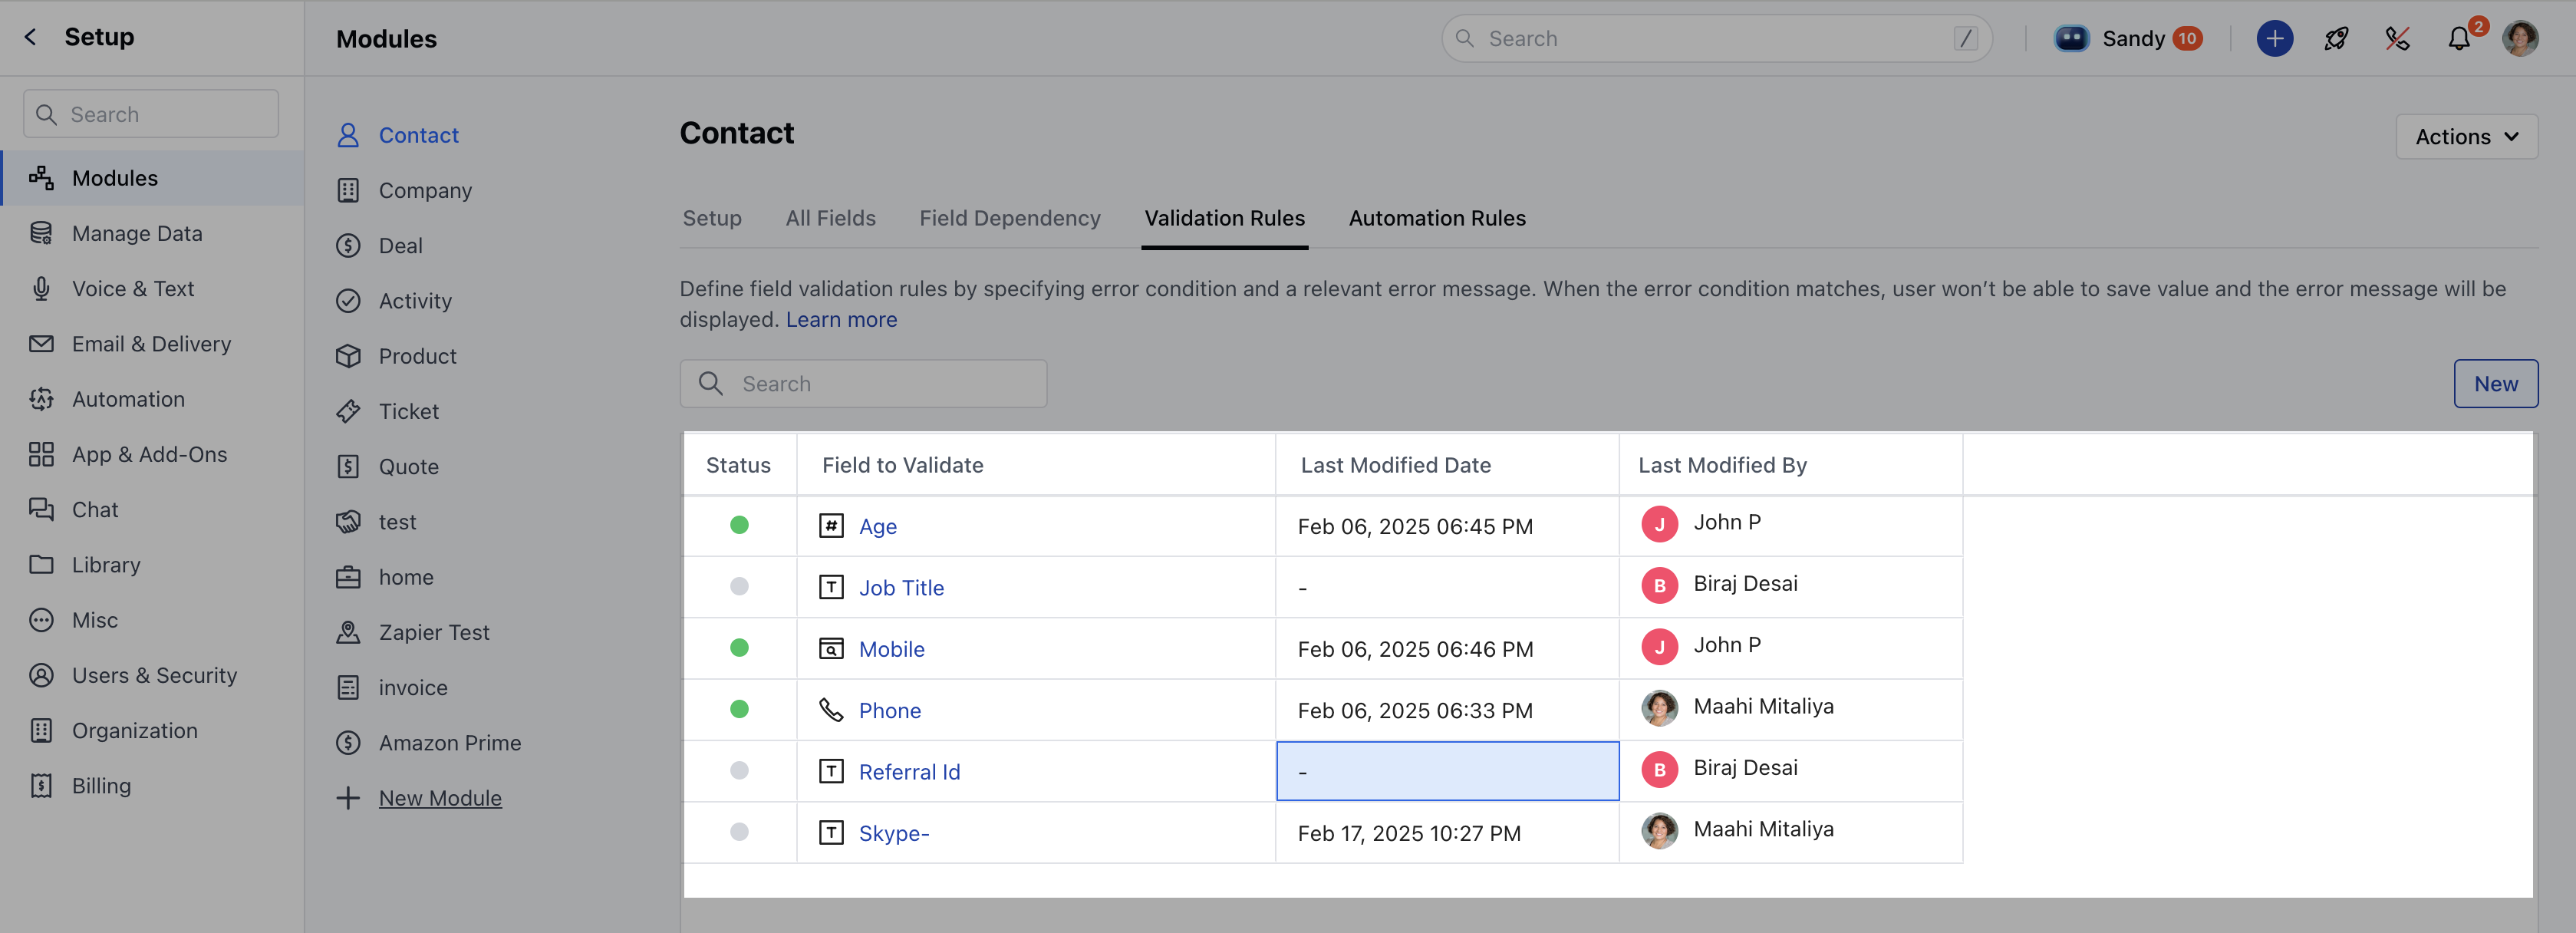 Setup
Search
Modules
Manage Data
Voice & Text
Email & Delivery
Automation
App & Add-Ons
Chat
Library
Misc
Users & Security
Organization
Billing
Modules
Search /
Sandy 10
2
Contact
Company
Deal
Activity
Product
Ticket
Quote
test
home
Zapier Test
invoice
Amazon Prime
New Module
Contact
Actions
Setup All Fields Field Dependency Validation Rules Automation Rules
Define field validation rules by specifying error condition and a relevant error message. When the error condition matches, user won’t be able to save value and the error message will be
displayed. Learn more
Search
New
Status Field to Validate Last Modified Date Last Modified By
Age Feb 06, 2025 06:45 PM J John P
Job Title - B Biraj Desai
Mobile Feb 06, 2025 06:46 PM J John P
Phone Feb 06, 2025 06:33 PM Maahi Mitaliya
Referral Id - B Biraj Desai
Skype- Feb 17, 2025 10:27 PM Maahi Mitaliya